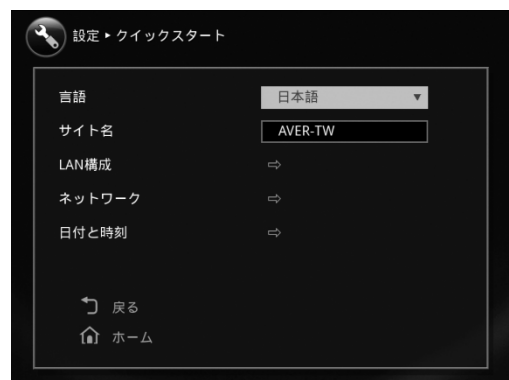 設定 ▸ クイックスタート
言語 日本語 ▼
サイト名 AVER-TW
LAN構成 ⇨
ネットワーク ⇨
日付と時刻 ⇨
戻る
ホーム